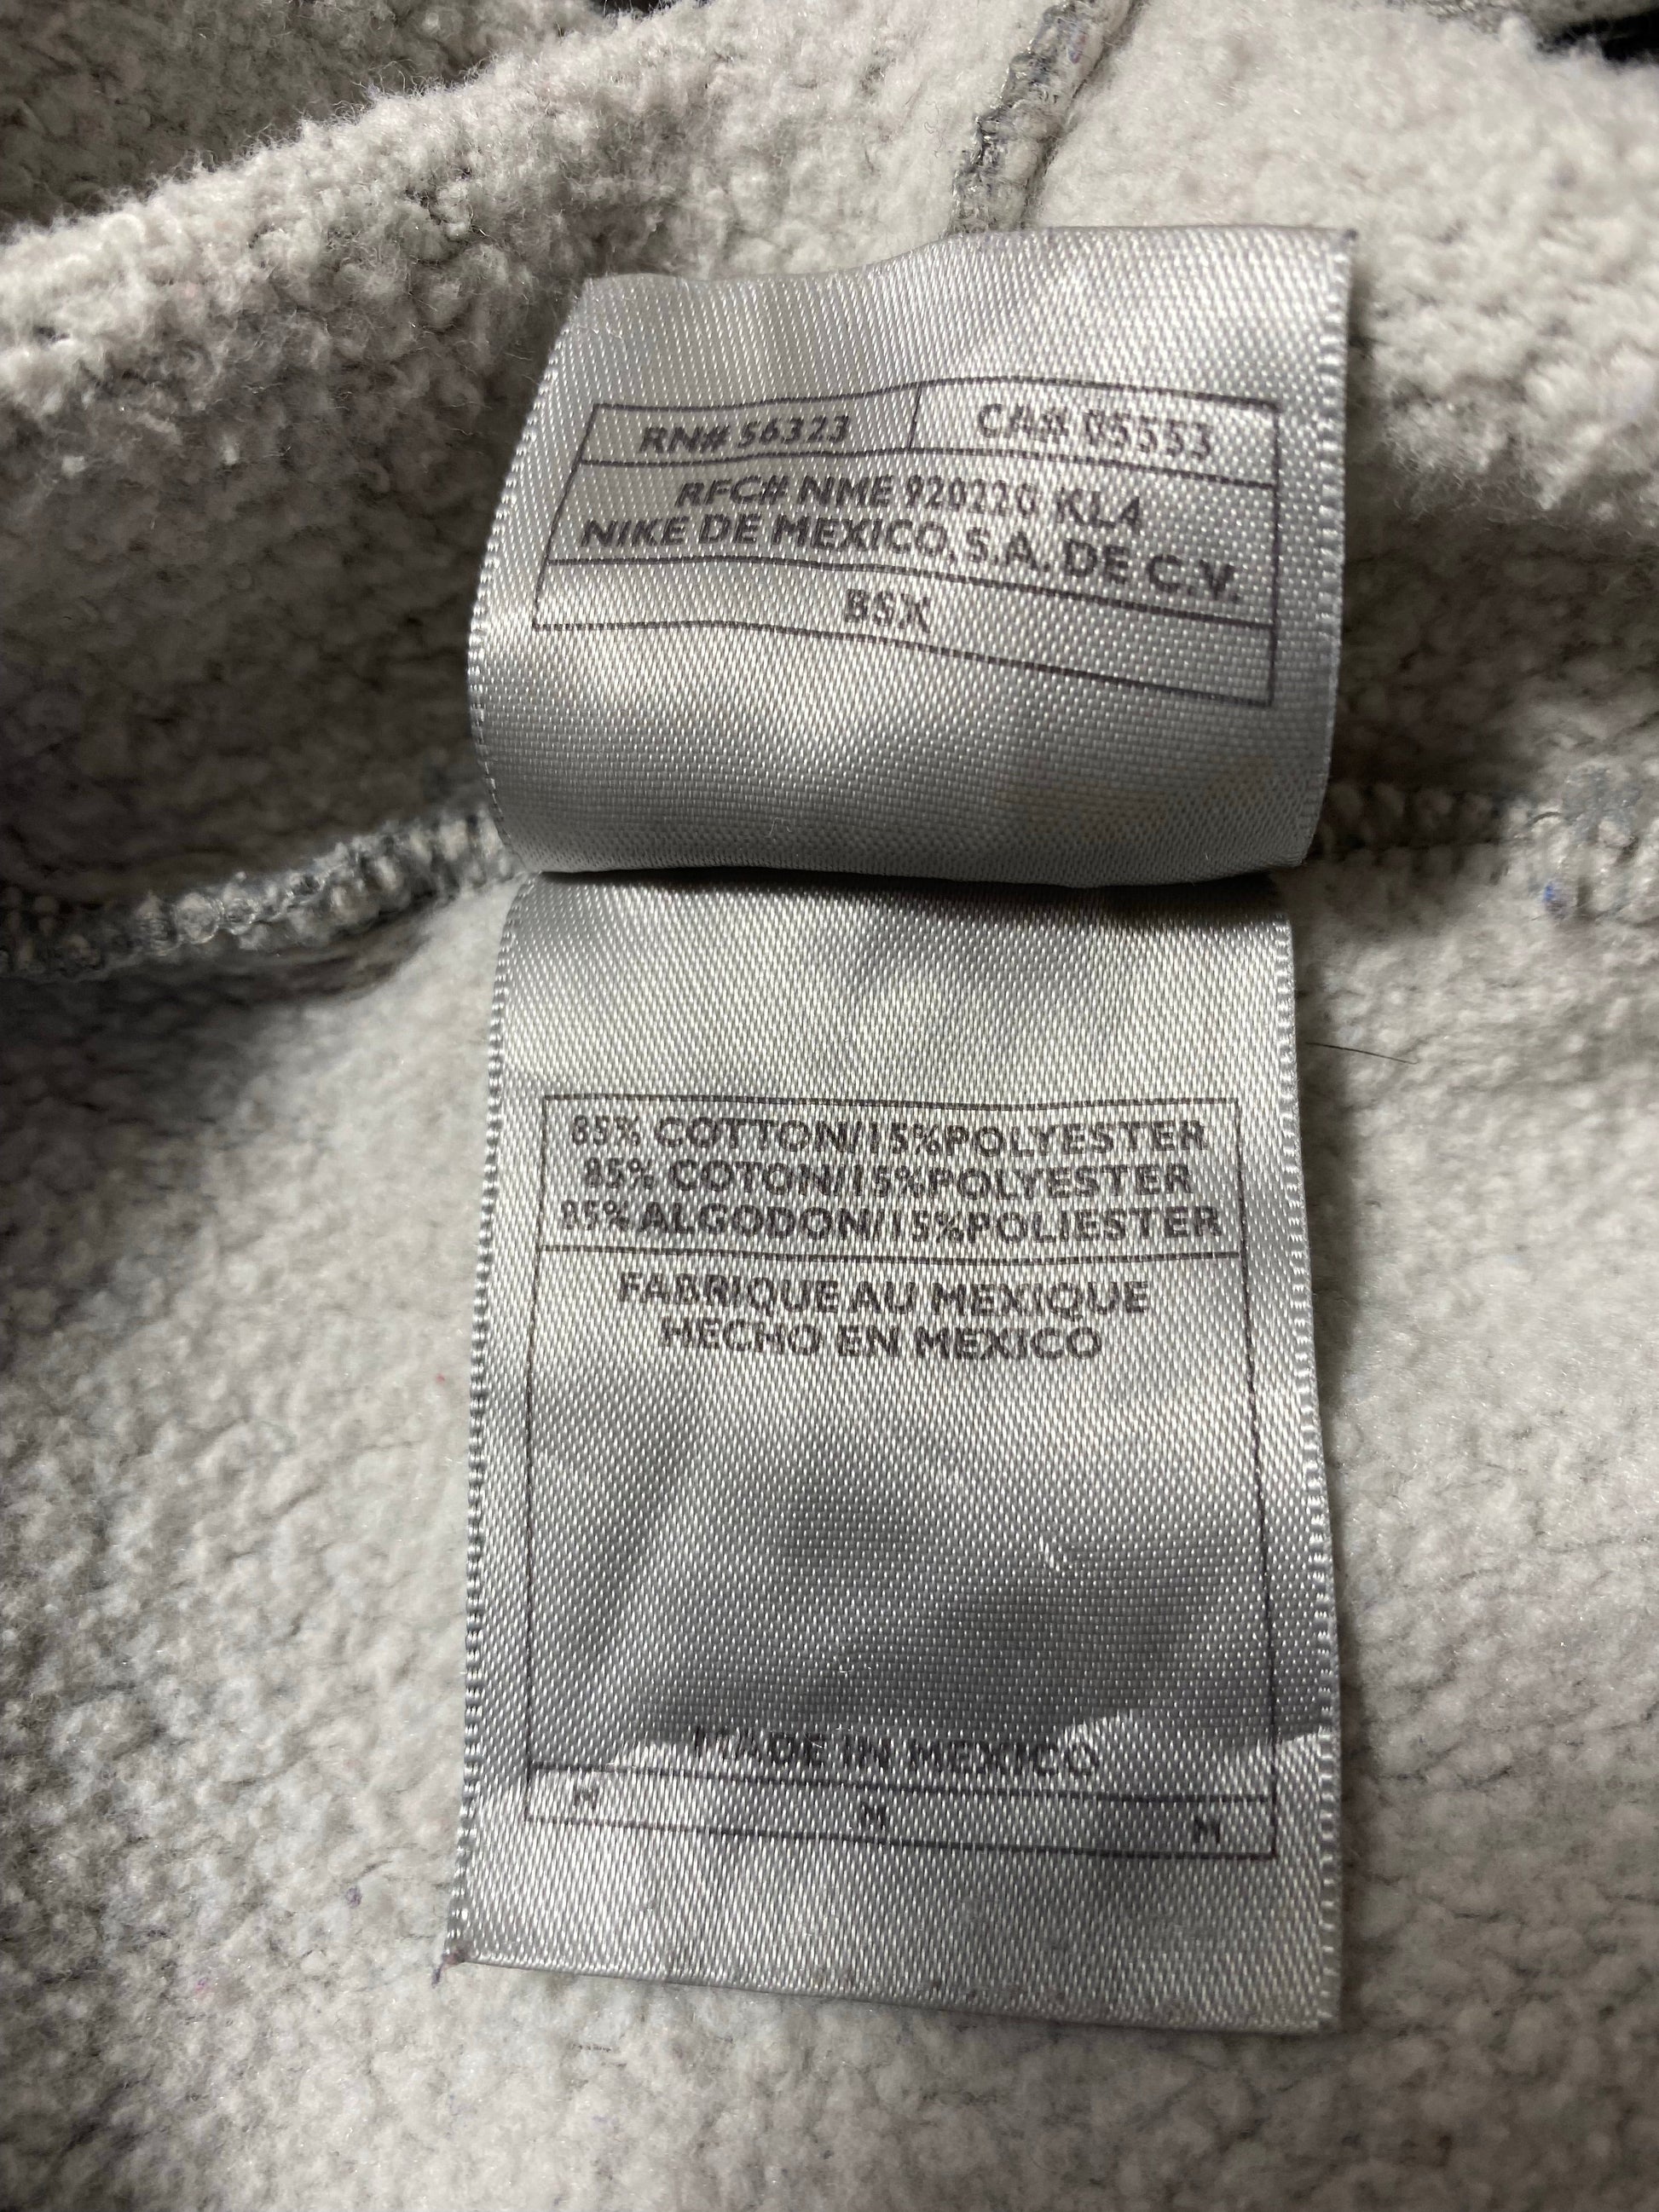 RN# 56323
CA# 05553
RFC# NME 920220 KL4
NIKE DE MEXICO, S.A. DE C.V.
BSX
85% COTTON/15%POLYESTER
85% COTON/15%POLYESTER
85% ALGODON/15%POLIESTER
FABRIQUE AU MEXIQUE
HECHO EN MEXICO
MADE IN MEXICO
M M M